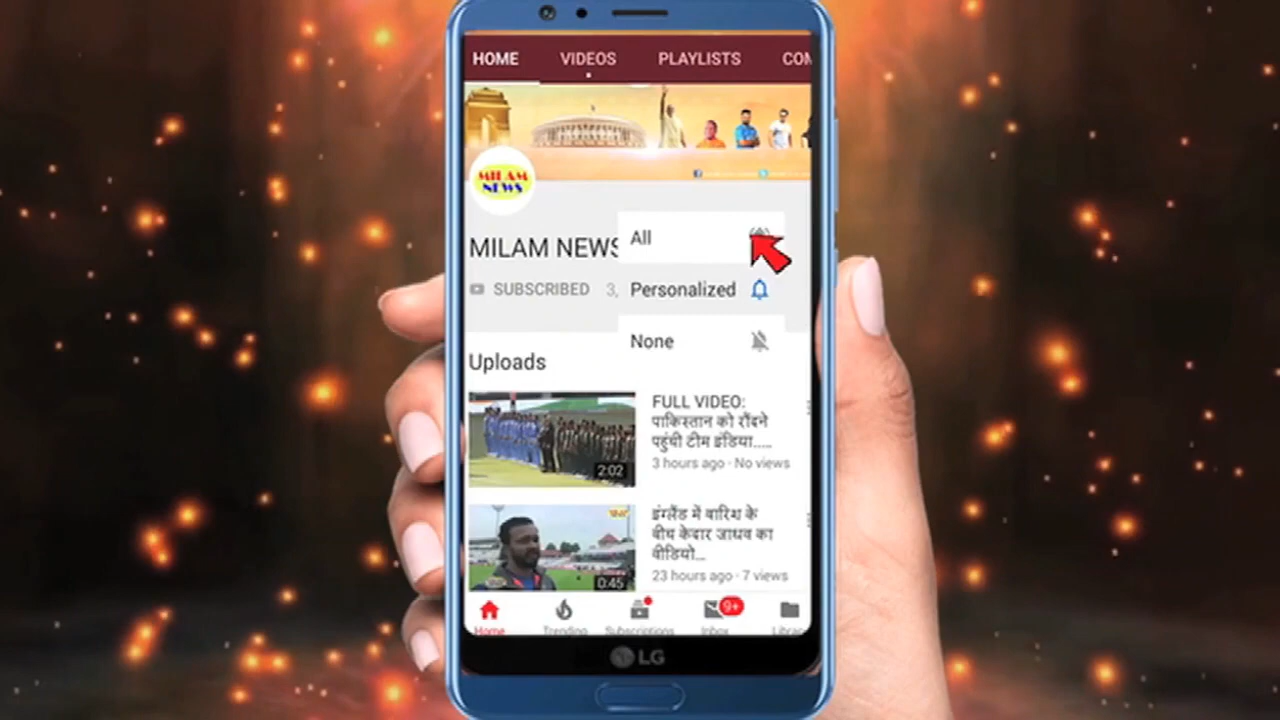 HOME VIDEOS PLAYLISTS COM
MILAM
NEWS
MILAM NEWS
All
SUBSCRIBED 3,
Personalized
None
Uploads
FULL VIDEO:
पाकिस्तान को रौंदने
पहुंची टीम इंडिया.....
3 hours ago · No views
2:02
इंग्लैंड में बारिश के
बीच केदार जाधव का
वीडियो...
23 hours ago · 7 views
0:45
9+
Home Trending Subscriptions Inbox Librar
LG